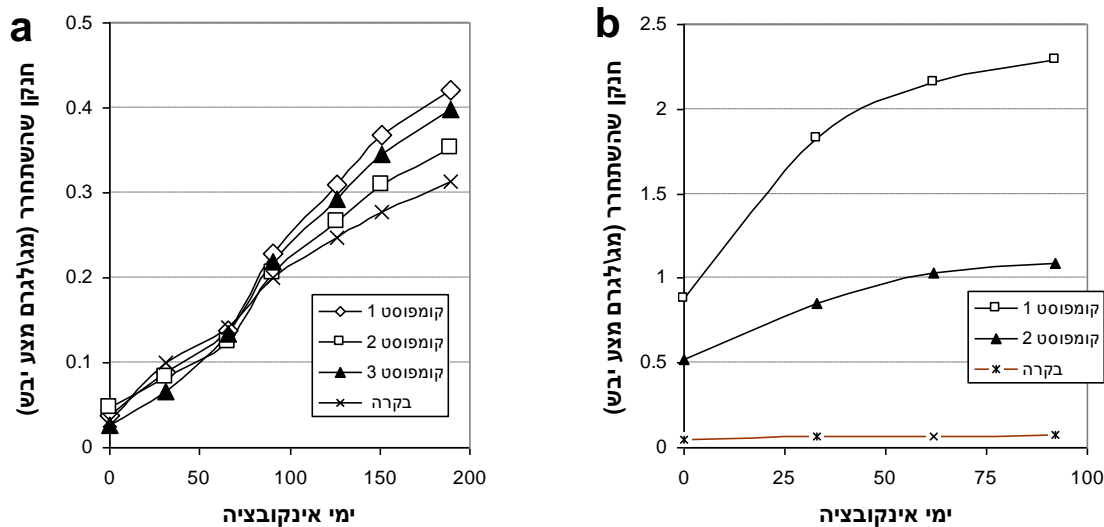 a
חנקן שהשתחרר (מג\לגרם מצע יבש)
0.5
0.4
0.3
0.2
0.1
0
קומפוסט 1
קומפוסט 2
קומפוסט 3
בקרה
0 50 100 150 200
ימי אינקובציה
b
חנקן שהשתחרר (מג\לגרם מצע יבש)
2.5
2
1.5
1
0.5
0
קומפוסט 1
קומפוסט 2
בקרה
0 25 50 75 100
ימי אינקובציה